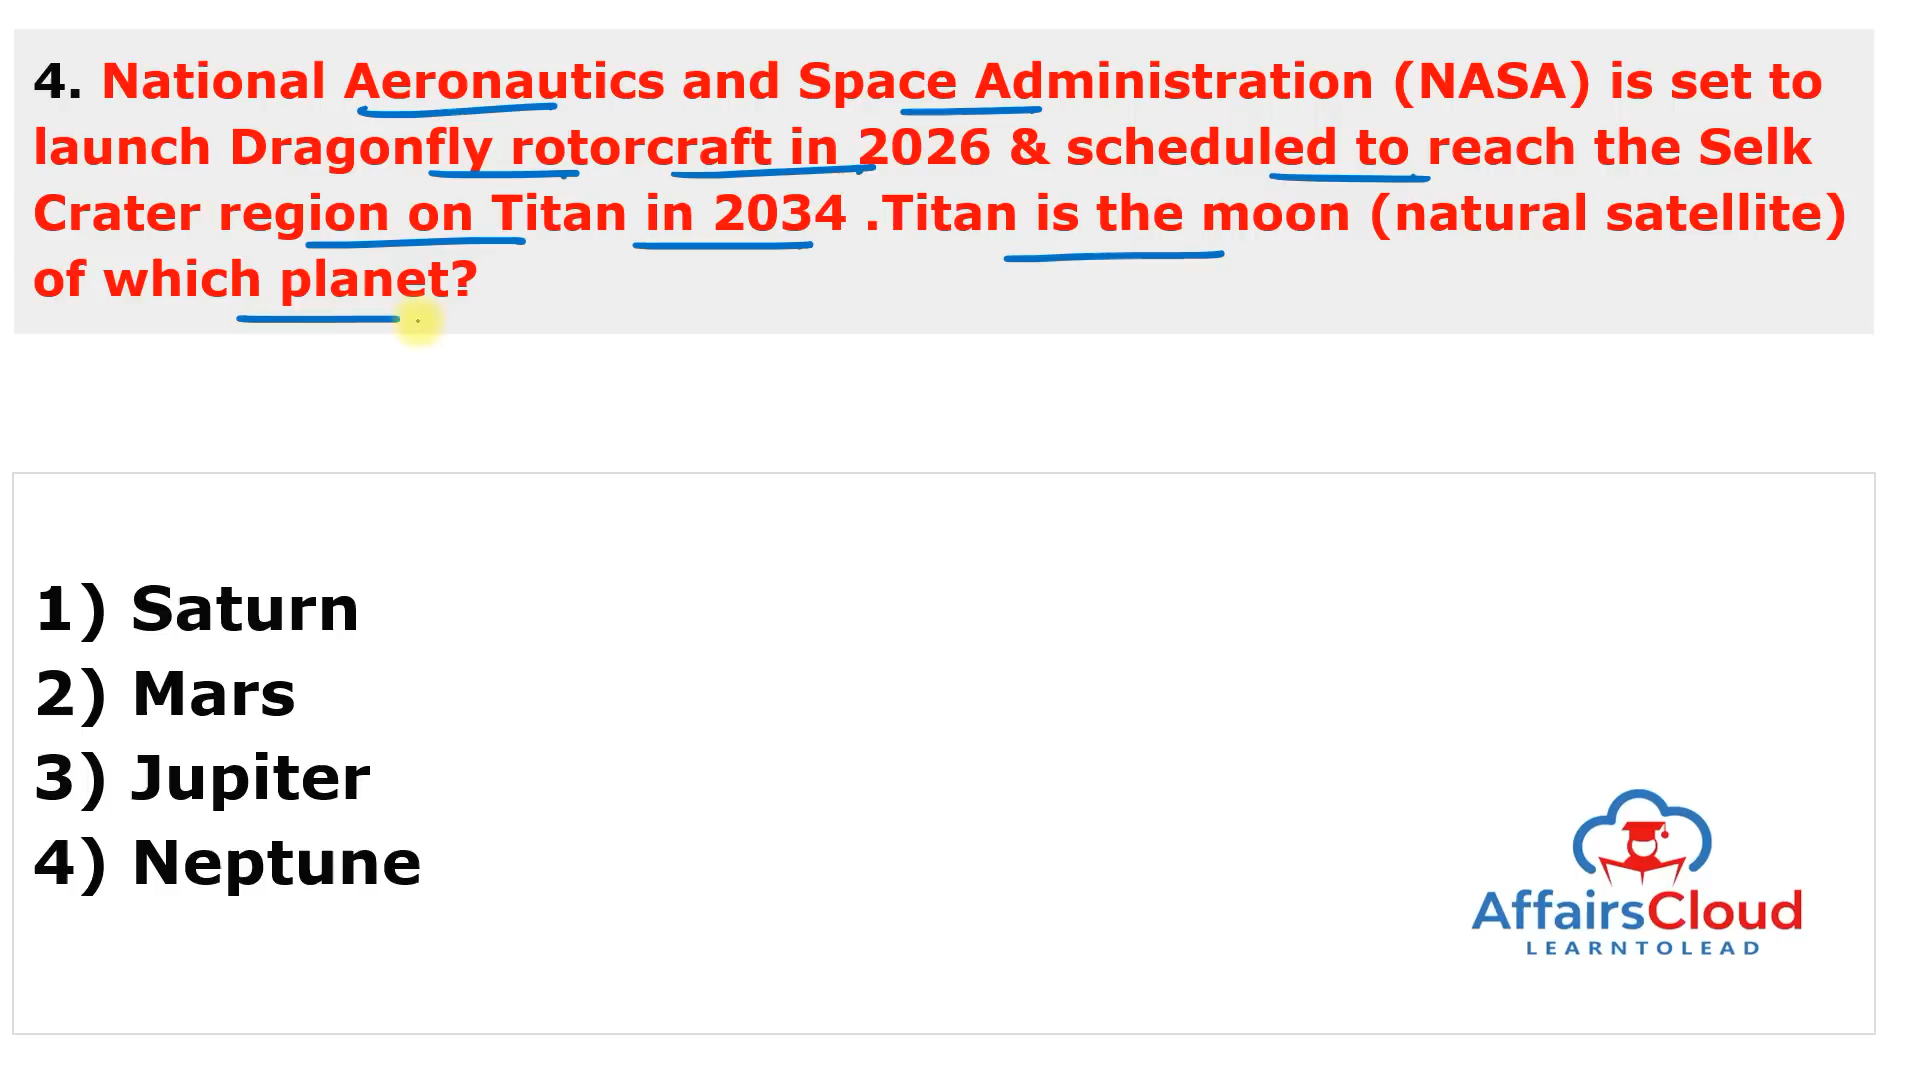 4. National Aeronautics and Space Administration (NASA) is set to
launch Dragonfly rotorcraft in 2026 & scheduled to reach the Selk
Crater region on Titan in 2034 .Titan is the moon (natural satellite)
of which planet?
1) Saturn
2) Mars
3) Jupiter
4) Neptune
AffairsCloud
LEARNTOLEAD